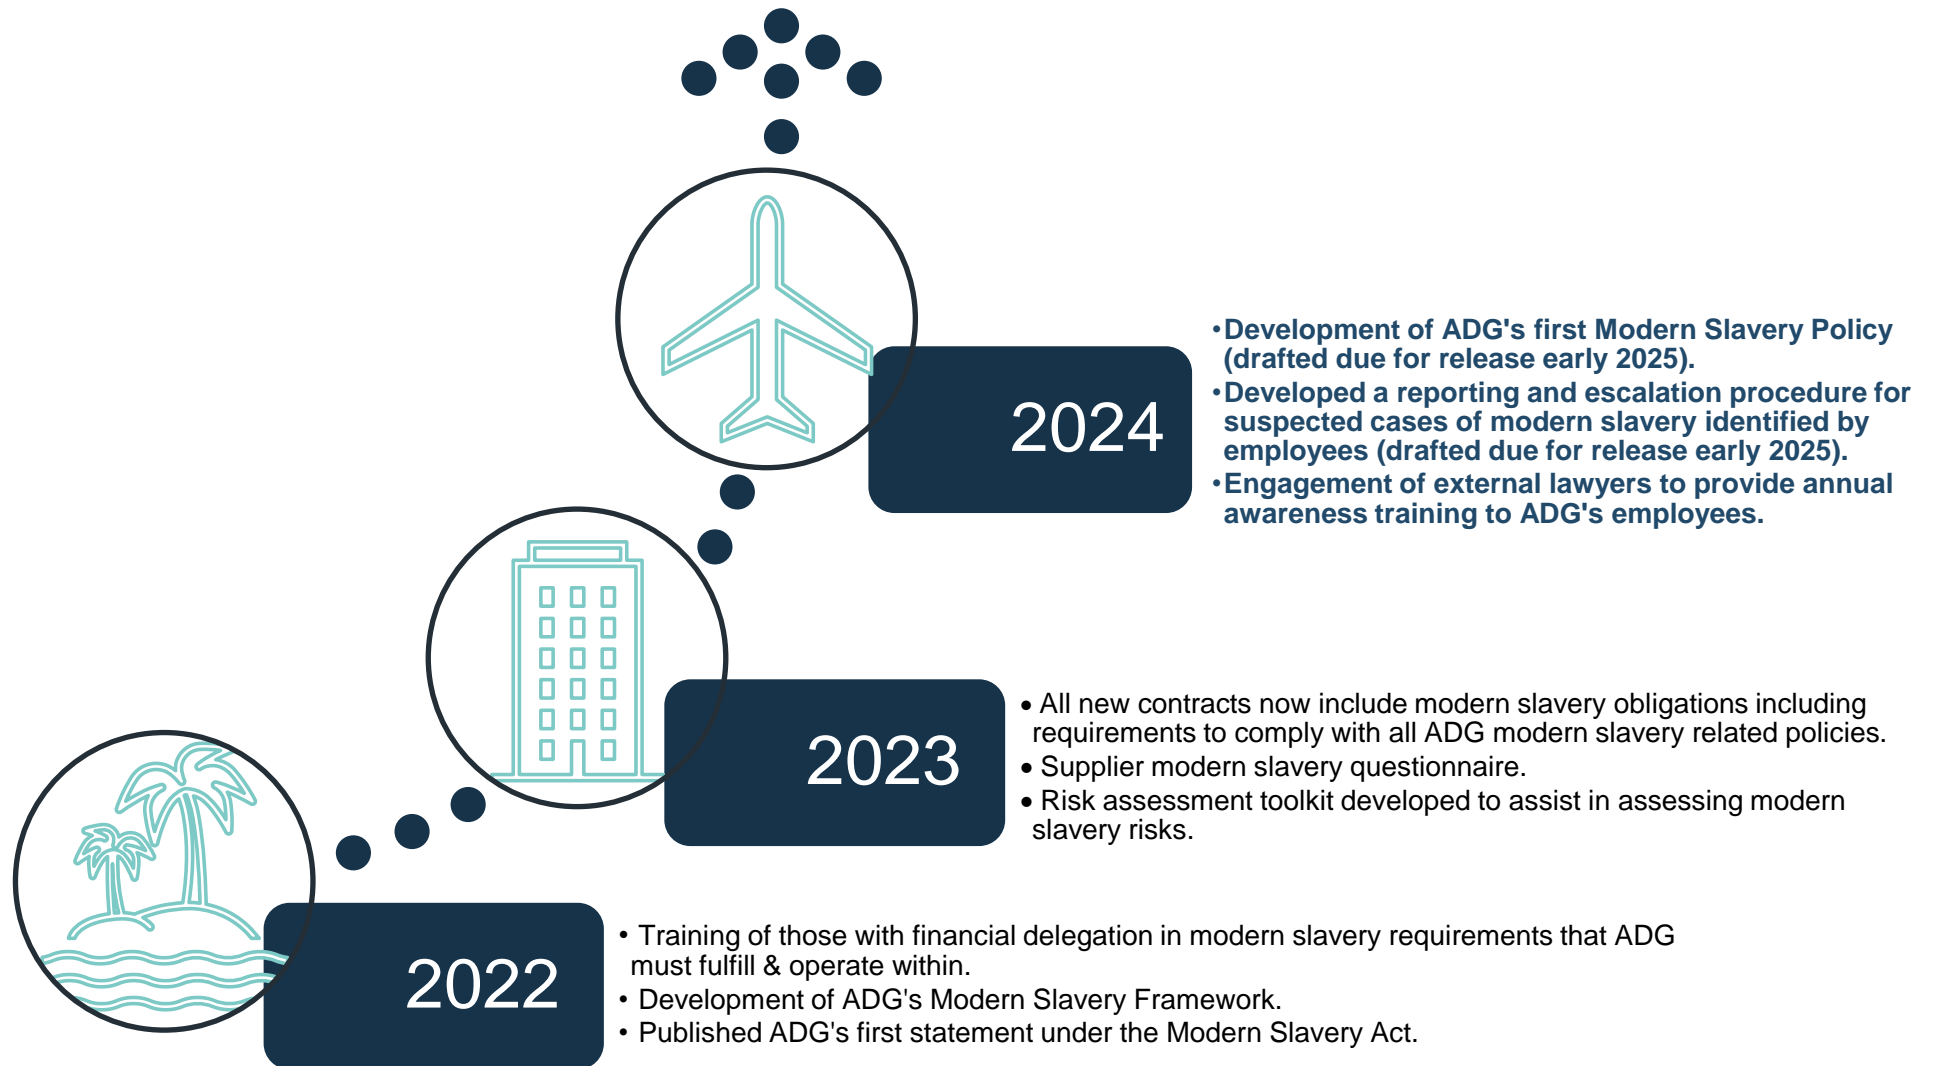 2024
•Development of ADG's first Modern Slavery Policy
(drafted due for release early 2025).
•Developed a reporting and escalation procedure for
suspected cases of modern slavery identified by
employees (drafted due for release early 2025).
•Engagement of external lawyers to provide annual
awareness training to ADG's employees.
2023
• All new contracts now include modern slavery obligations including
requirements to comply with all ADG modern slavery related policies.
• Supplier modern slavery questionnaire.
• Risk assessment toolkit developed to assist in assessing modern
slavery risks.
2022
• Training of those with financial delegation in modern slavery requirements that ADG
must fulfill & operate within.
• Development of ADG's Modern Slavery Framework.
• Published ADG's first statement under the Modern Slavery Act.